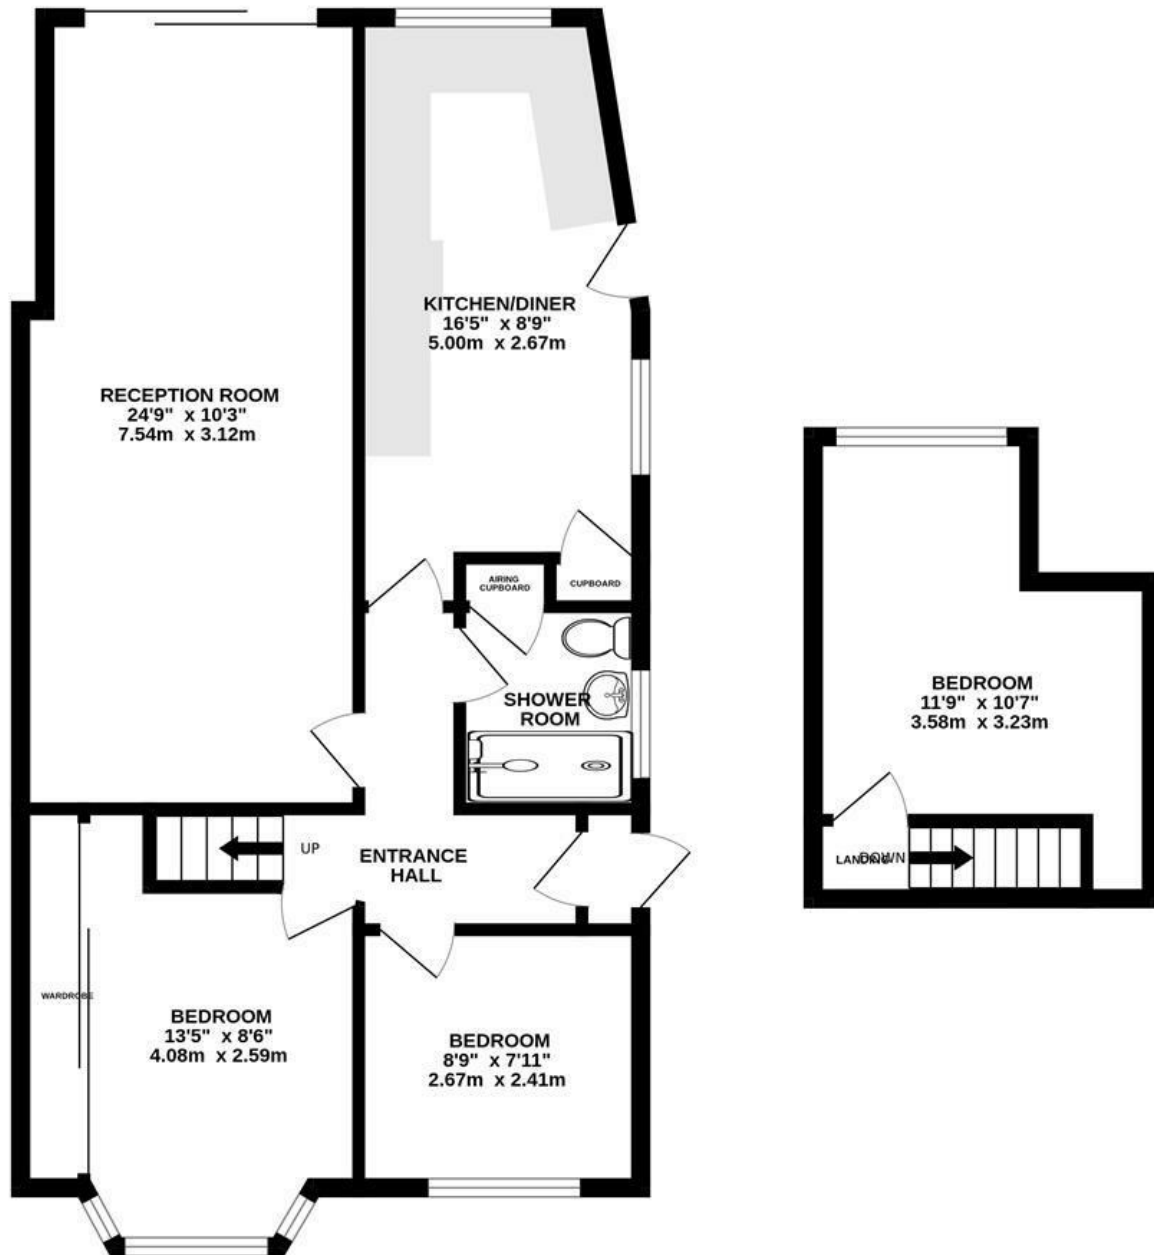 KITCHEN/DINER
16'5" x 8'9"
5.00m x 2.67m
RECEPTION ROOM
24'9" x 10'3"
7.54m x 3.12m
AIRING
CUPBOARD
CUPBOARD
SHOWER
ROOM
UP
ENTRANCE
HALL
WARDROBE
BEDROOM
13'5" x 8'6"
4.08m x 2.59m
BEDROOM
8'9" x 7'11"
2.67m x 2.41m
BEDROOM
11'9" x 10'7"
3.58m x 3.23m
LANDING
DOWN